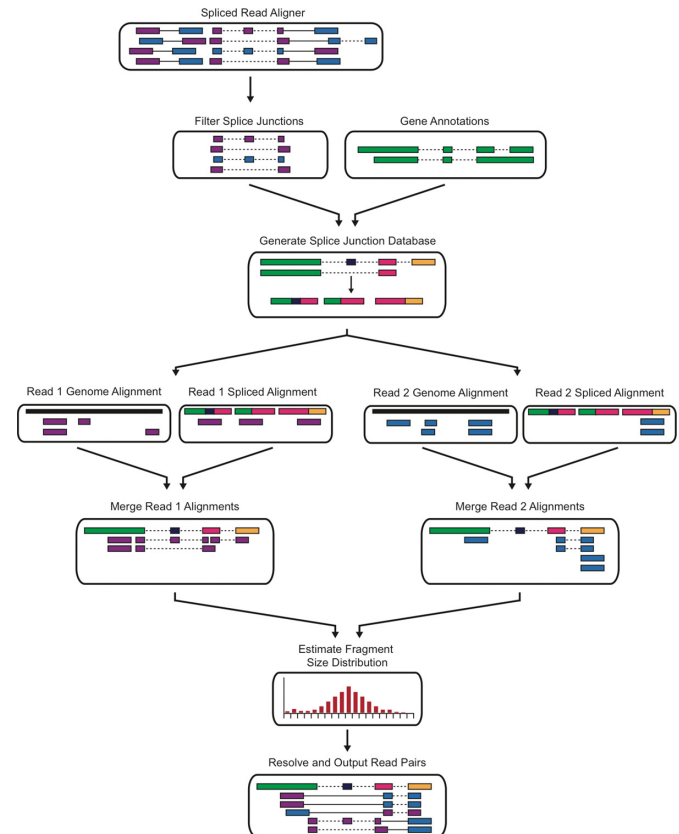 Spliced Read Aligner
Filter Splice Junctions
Gene Annotations
Generate Splice Junction Database
Read 1 Genome Alignment
Read 1 Spliced Alignment
Read 2 Genome Alignment
Read 2 Spliced Alignment
Merge Read 1 Alignments
Merge Read 2 Alignments
Estimate Fragment
Size Distribution
Resolve and Output Read Pairs